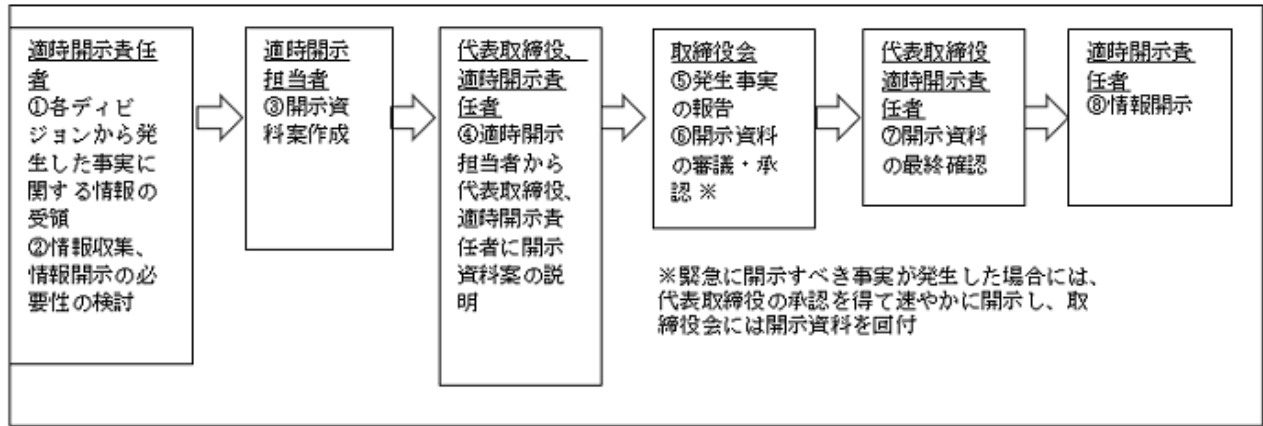 適時開示責任
者
①各ディビ
ジョンから発
生した事実に
関する情報の
受領
②情報収集、
情報開示の必
要性の検討
適時開示
担当者
③開示資
料案作成
代表取締役、
適時開示責
任者
④適時開示
担当者から
代表取締役、
適時開示責
任者に開示
資料案の説
明
取締役会
⑤発生事実
の報告
⑥開示資料
の審議・承
認 ※
代表取締役
適時開示責
任者
⑦開示資料
の最終確認
適時開示責
任者
⑧情報開示
※緊急に開示すべき事実が発生した場合には、
代表取締役の承認を得て速やかに開示し、取
締役会には開示資料を回付